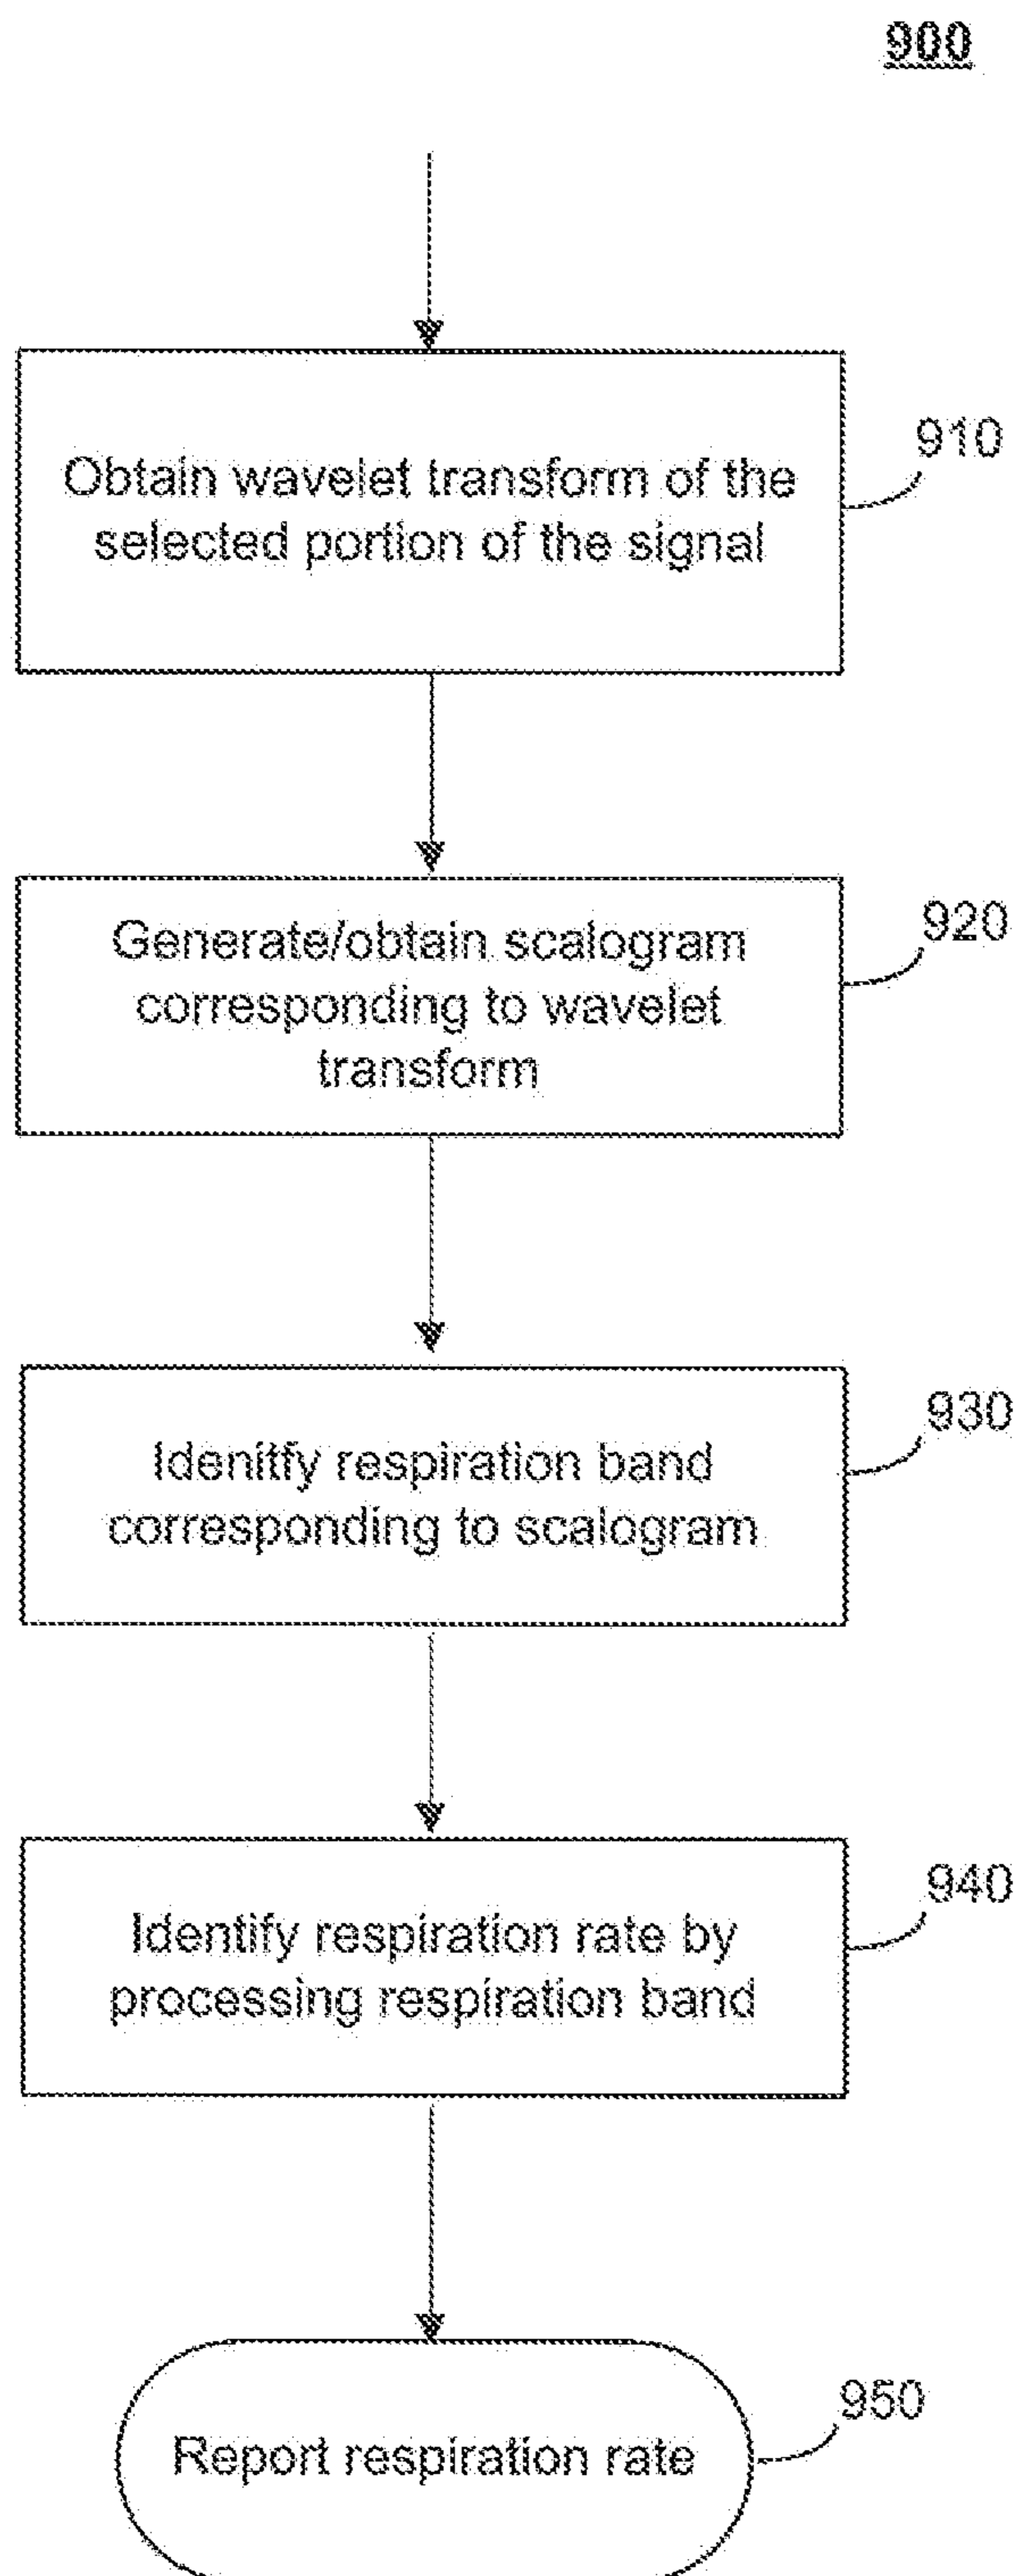 900
Obtain wavelet transform of the
selected portion of the signal
910
Generate/obtain scalogram
corresponding to wavelet
transform
920
Idenitfy respiration band
corresponding to scalogram
930
Identify respiration rate by
processing respiration band
940
Report respiration rate
950